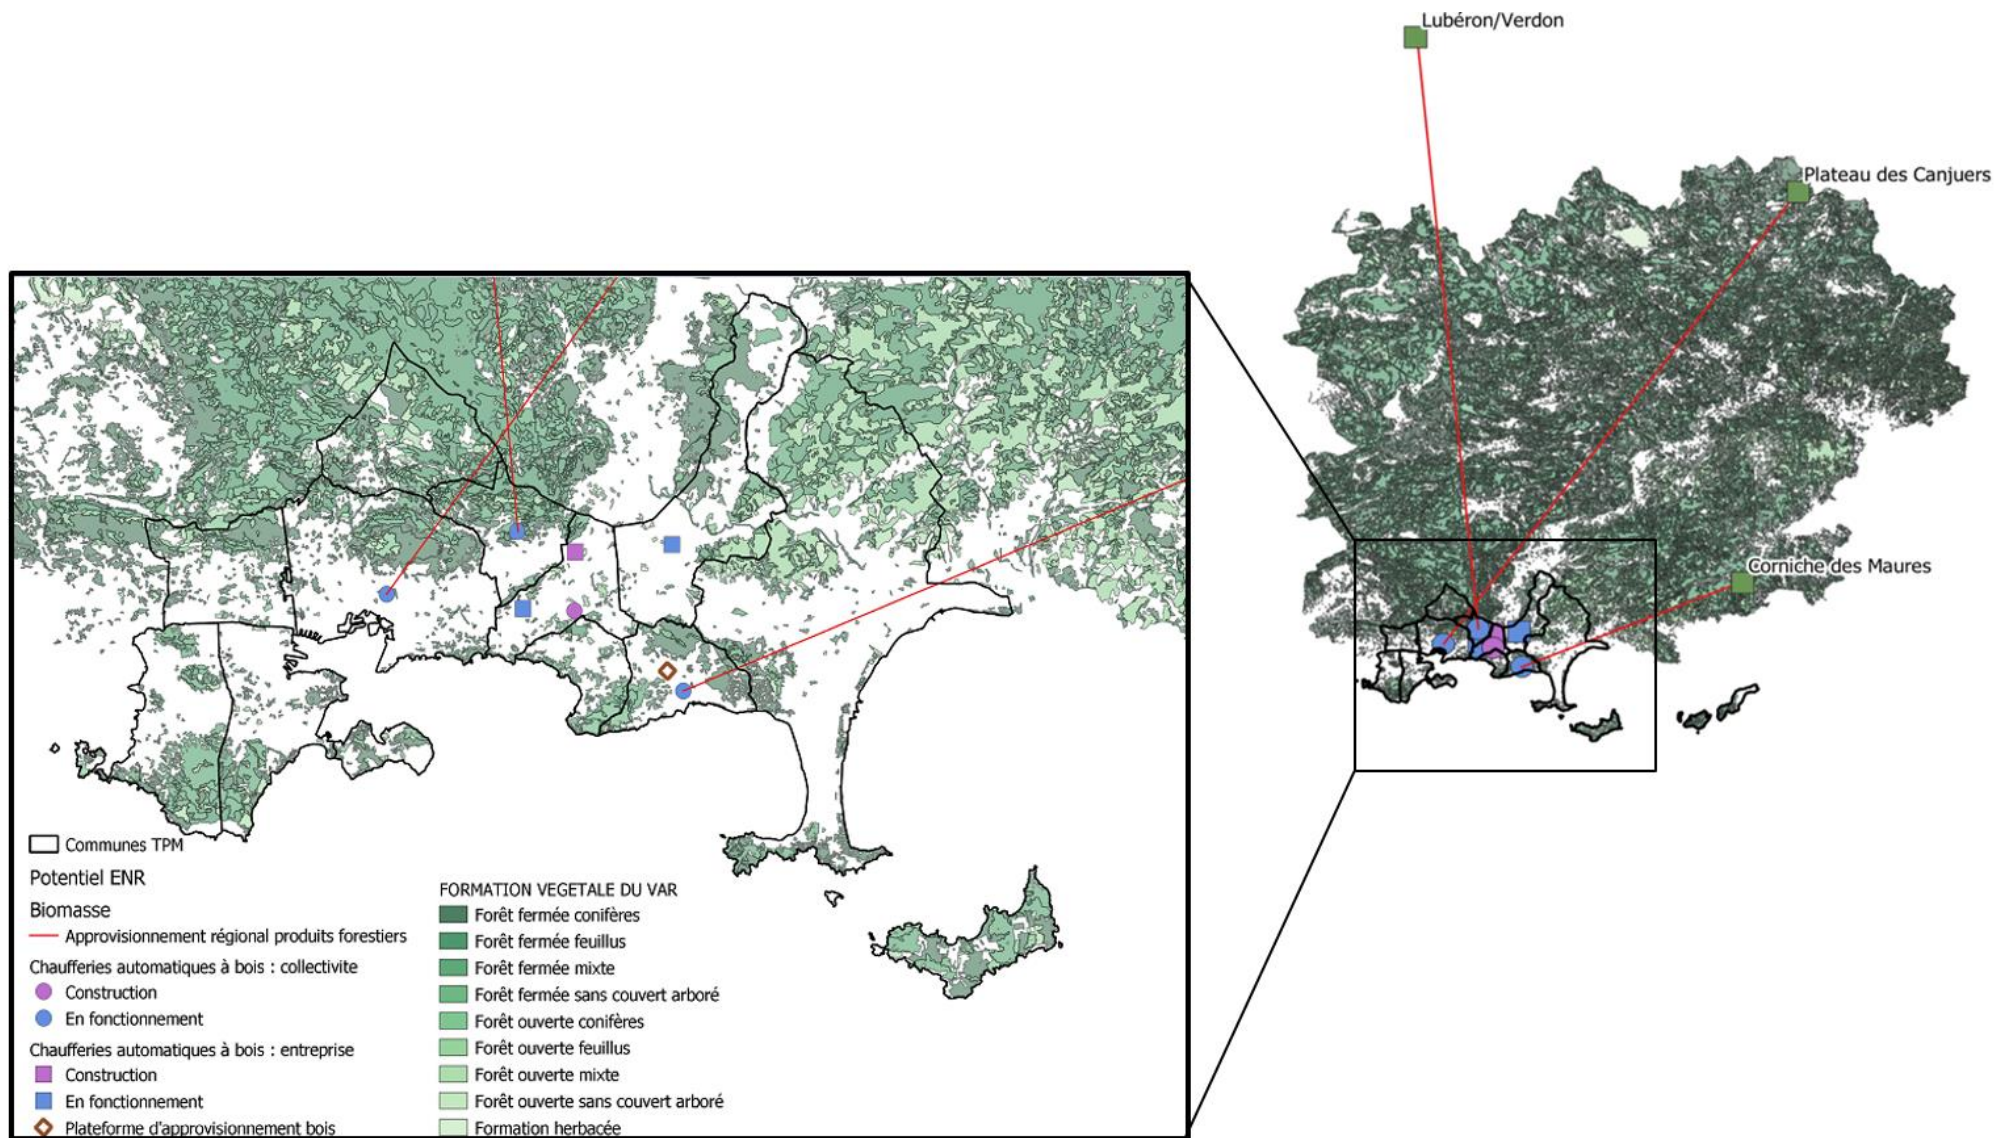 Lubéron/Verdon
Plateau des Canjuers
Corniche des Maures
Communes TPM
Potentiel ENR
Biomasse
Approvisionnement régional produits forestiers
Chaufferies automatiques à bois : collectivite
Construction
En fonctionnement
Chaufferies automatiques à bois : entreprise
Construction
En fonctionnement
Plateforme d'approvisionnement bois
FORMATION VEGETALE DU VAR
Forêt fermée conifères
Forêt fermée feuillus
Forêt fermée mixte
Forêt fermée sans couvert arboré
Forêt ouverte conifères
Forêt ouverte feuillus
Forêt ouverte mixte
Forêt ouverte sans couvert arboré
Formation herbacée